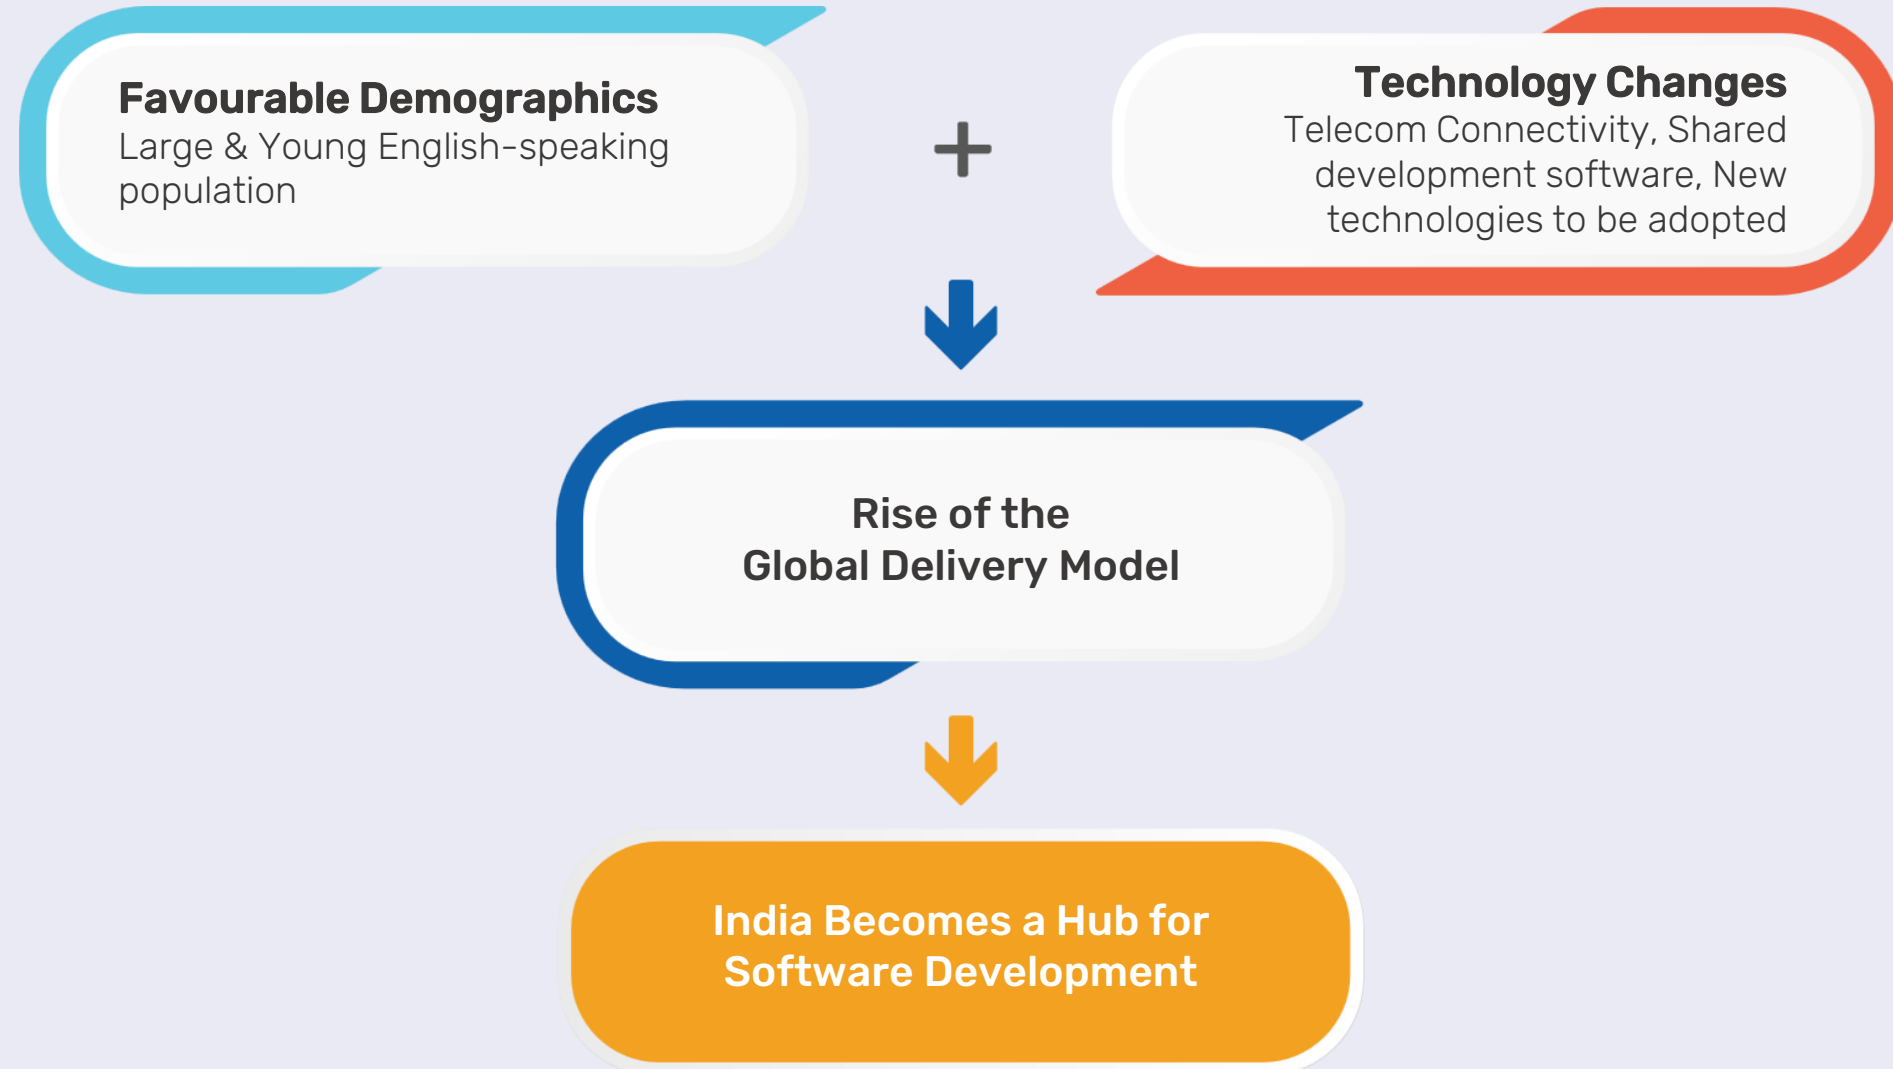 Favourable Demographics
Large & Young English-speaking
population
+
Technology Changes
Telecom Connectivity, Shared
development software, New
technologies to be adopted
Rise of the
Global Delivery Model
India Becomes a Hub for
Software Development